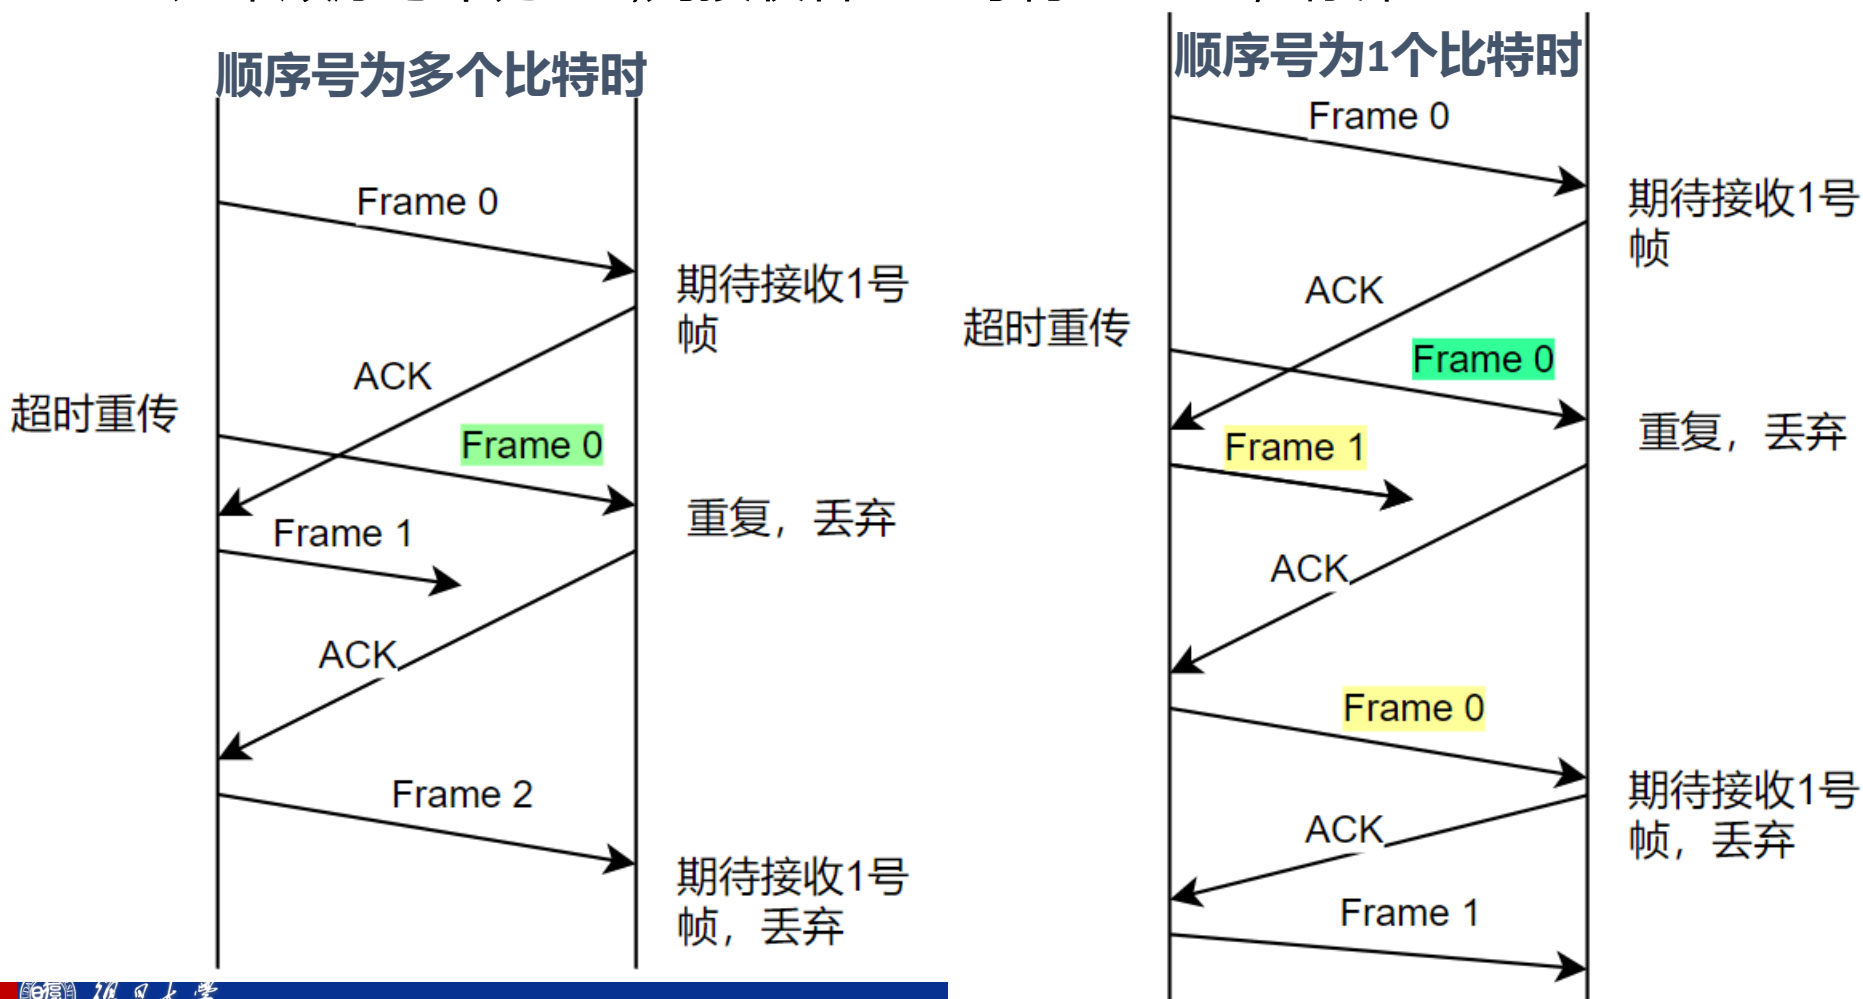 顺序号为多个比特时
Frame 0
期待接收1号
帧
ACK
超时重传
Frame 0
重复，丢弃
Frame 1
ACK
Frame 2
期待接收1号
帧，丢弃
顺序号为1个比特时
Frame 0
期待接收1号
帧
ACK
超时重传
Frame 0
重复，丢弃
Frame 1
ACK
Frame 0
期待接收1号
帧，丢弃
ACK
Frame 1